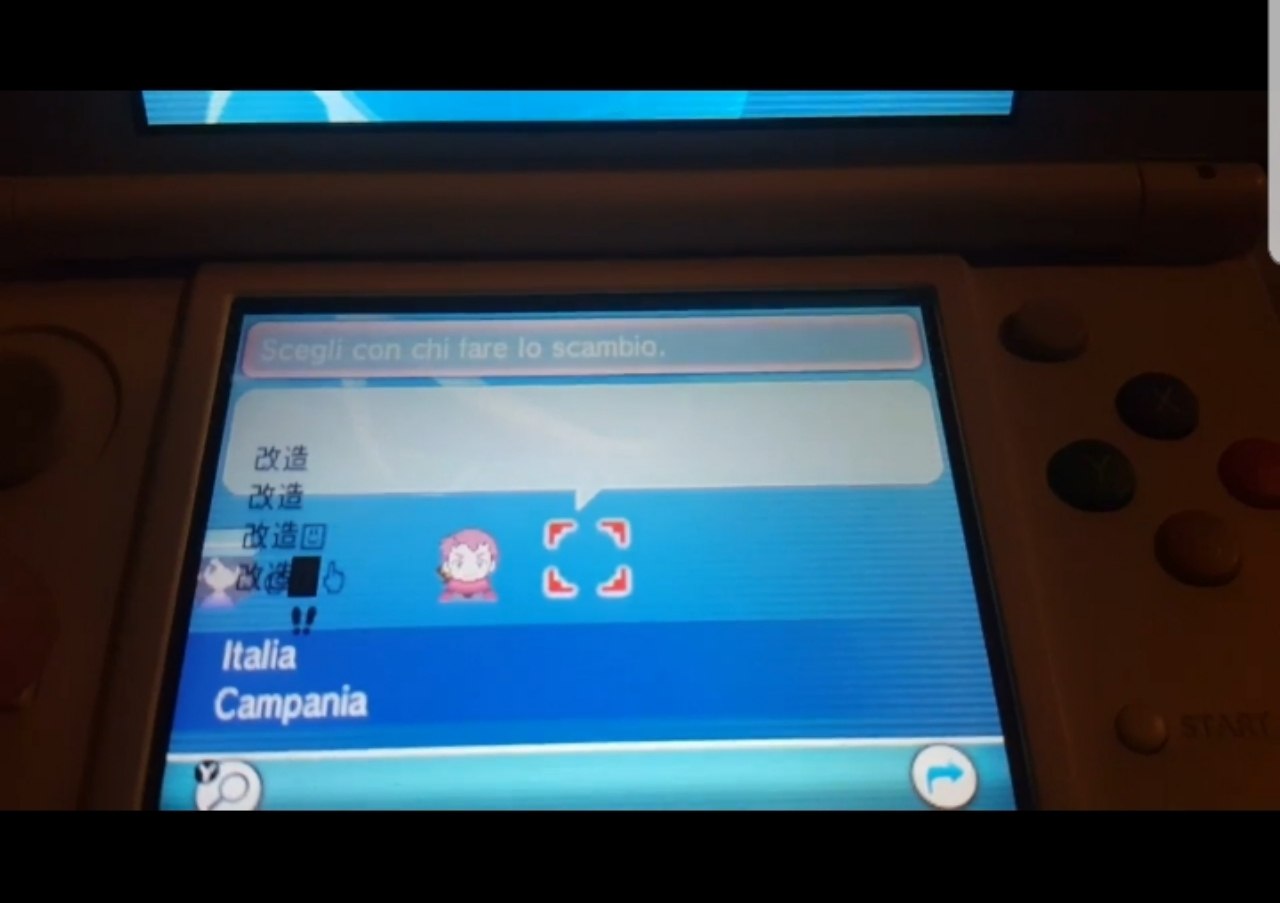 Scegli con chi fare lo scambio.
改造
改造
改造
改造
Italia
Campania
Y
X
Y
START